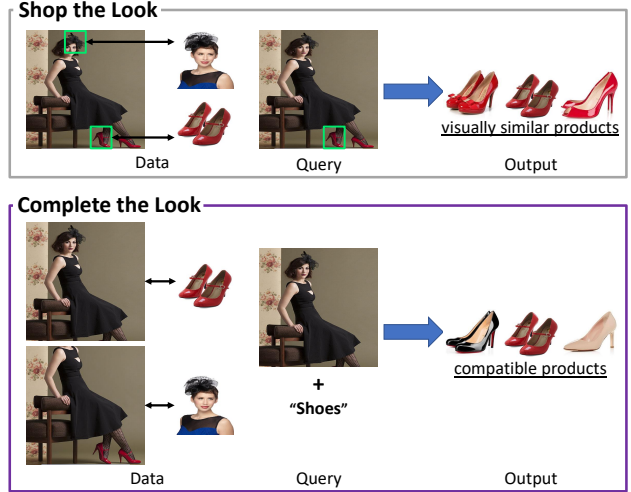 Shop the Look
Data
Query
Output
visually similar products
Complete the Look
+
“Shoes”
compatible products
Data
Query
Output